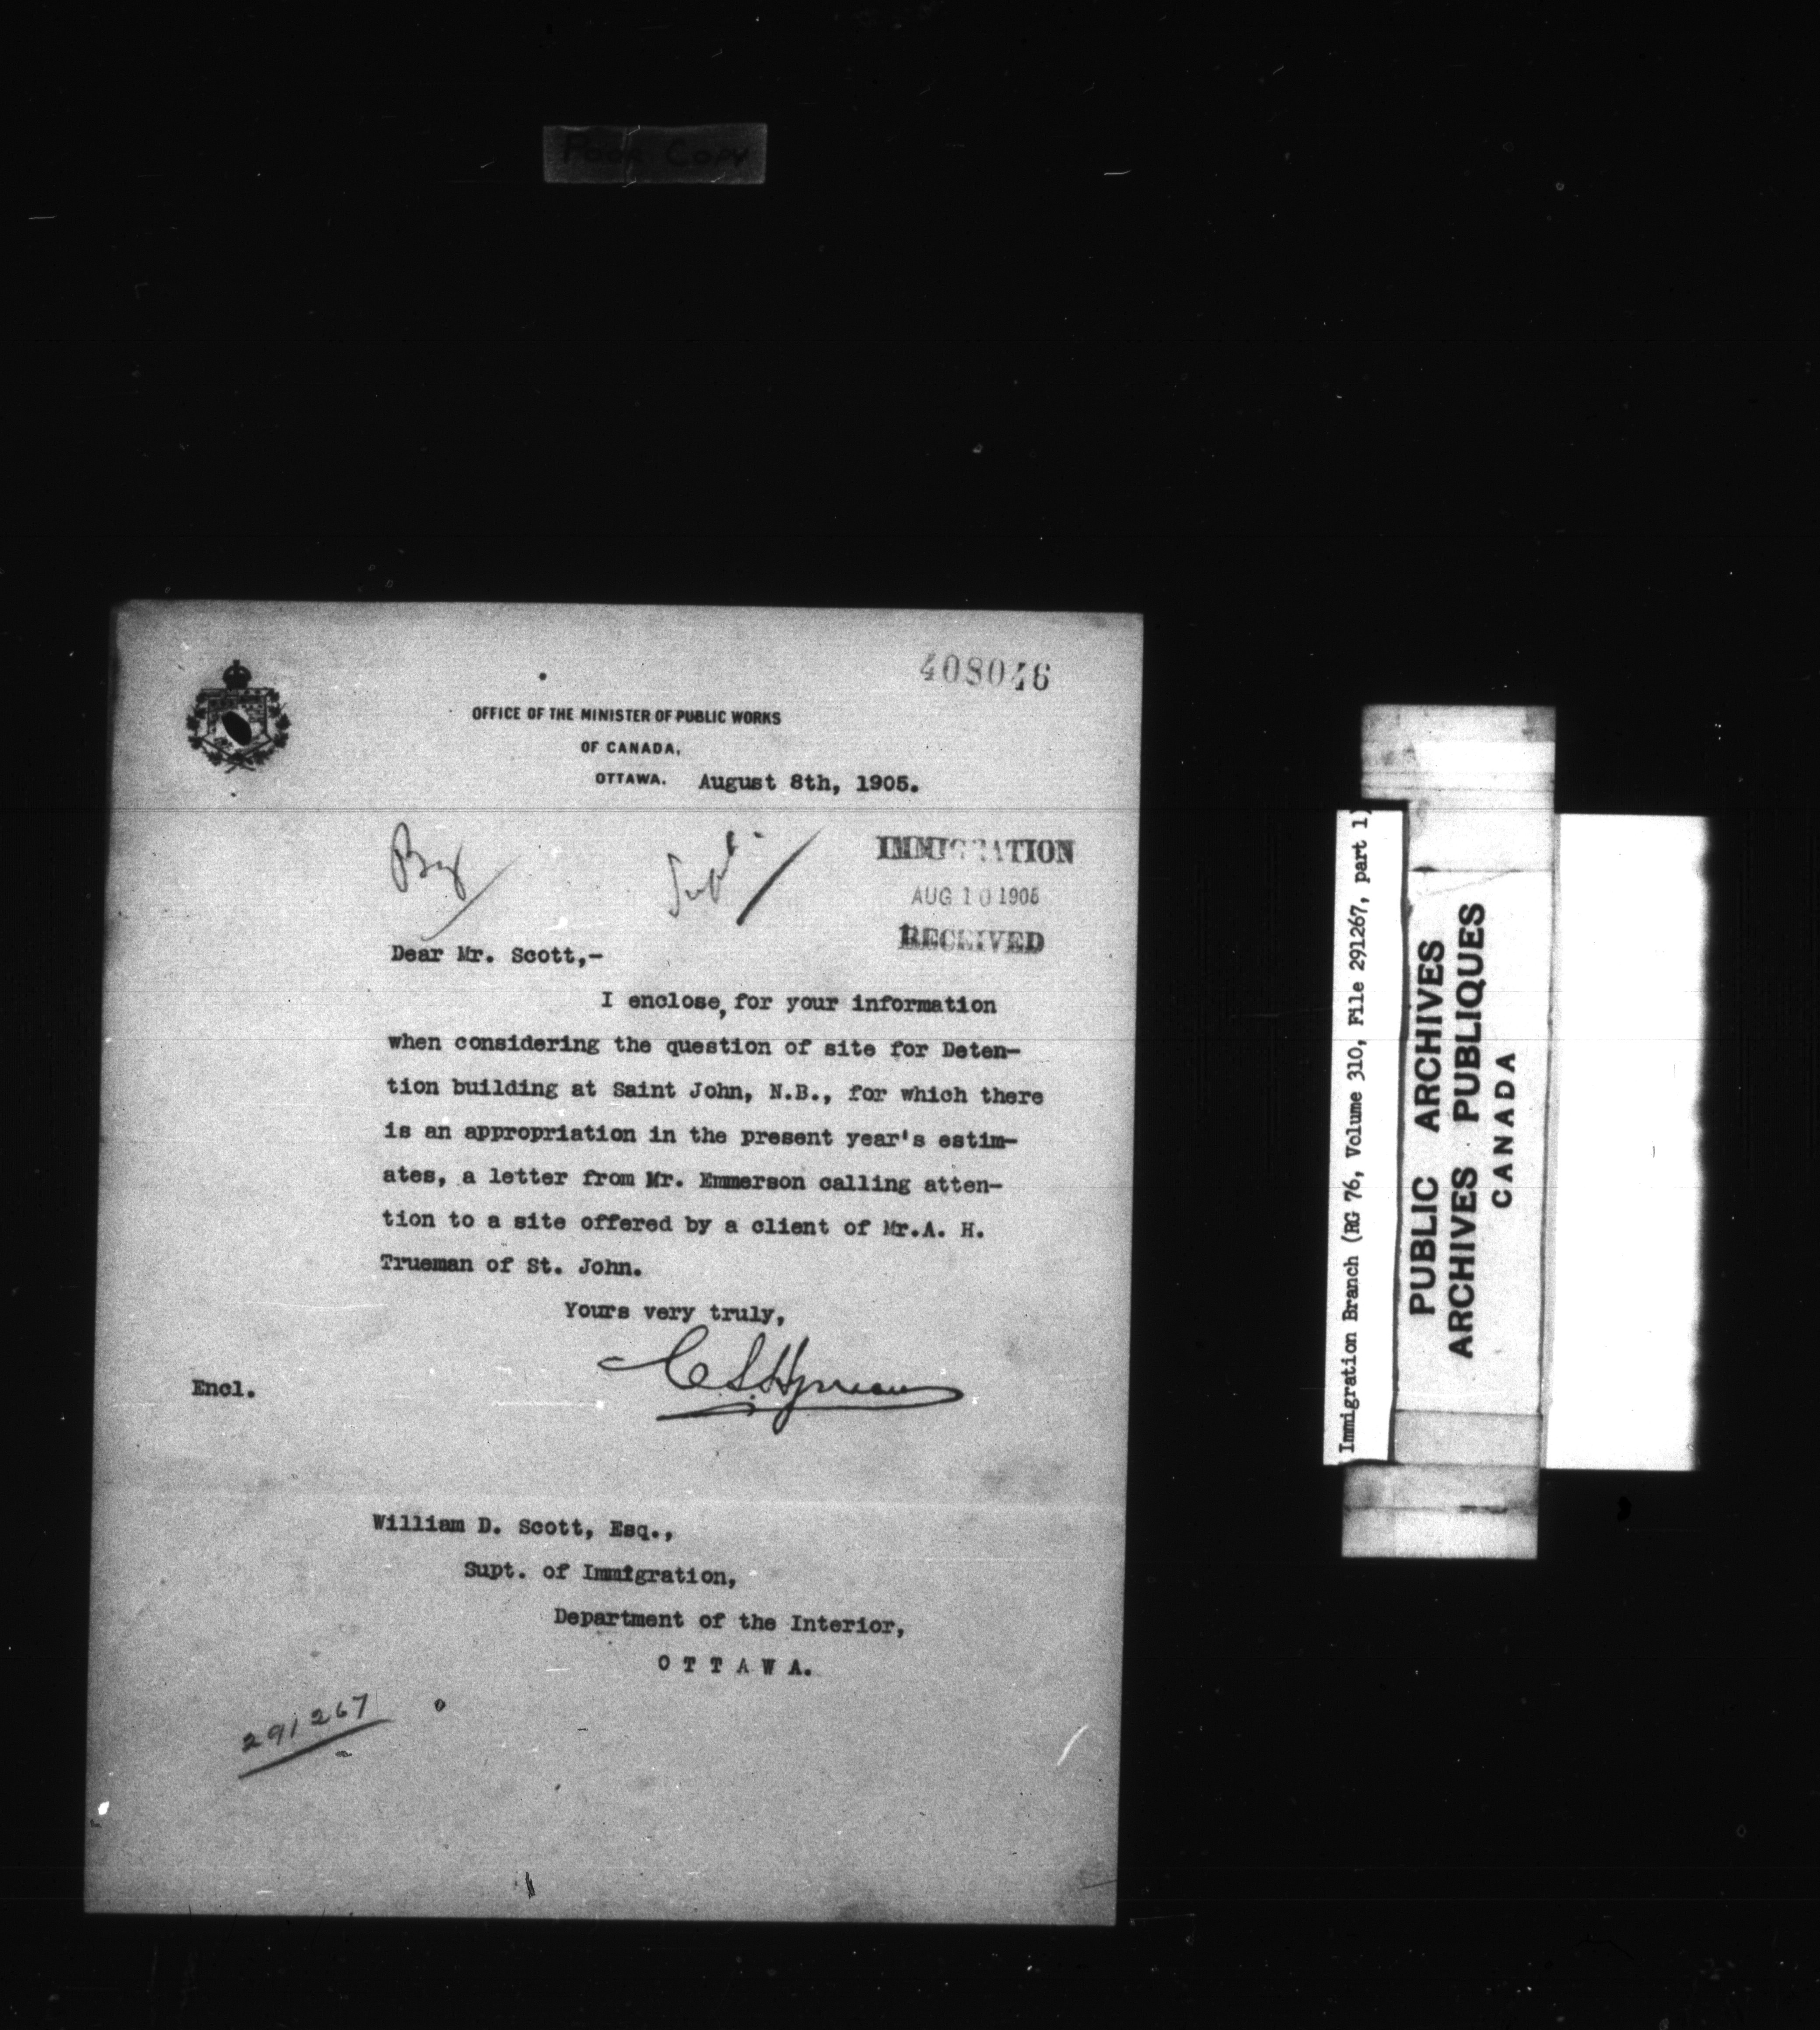 Poor Copy
408046
OFFICE OF THE MINISTER OF PUBLIC WORKS
OF CANADA,
OTTAWA. August 8th, 1905.
IMMIGRATION
AUG 10 1905
RECEIVED
Dear Mr. Scott,-
I enclose, for your information
when considering the question of site for Deten-
tion building at Saint John, N.B., for which there
is an appropriation in the present year's estim-
ates, a letter from Mr. Emmerson calling atten-
tion to a site offered by a client of Mr.A. H.
Trueman of St. John.
Yours very truly,
C.S. Hyman
Encl.
William D. Scott, Esq.,
Supt. of Immigration,
Department of the Interior,
O T T A W A.
291267
Immigration Branch (RG 76, Volume 310, File 291267, part 1)
PUBLIC ARCHIVES
ARCHIVES PUBLIQUES
CANADA